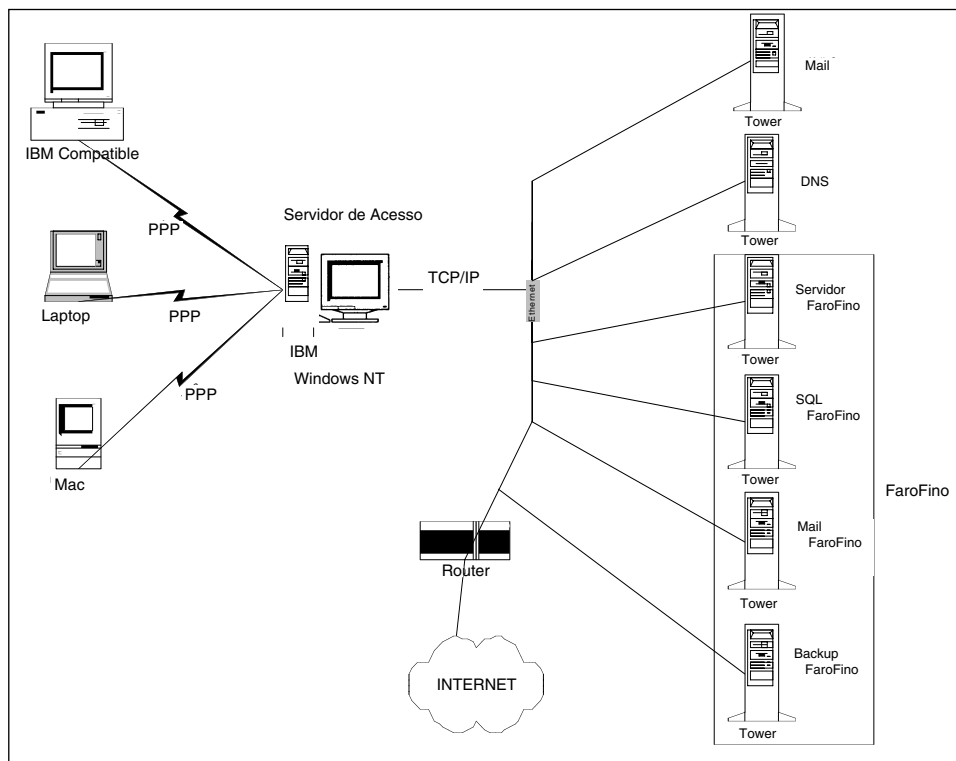 IBM Compatible
PPP
Laptop
PPP
PPP
Mac
Servidor de Acesso
IBM
Windows NT
TCP/IP
Ethernet
Router
INTERNET
Mail
Tower
DNS
Tower
Servidor
FaroFino
Tower
SQL
FaroFino
Tower
Mail
FaroFino
Tower
Backup
FaroFino
Tower
FaroFino